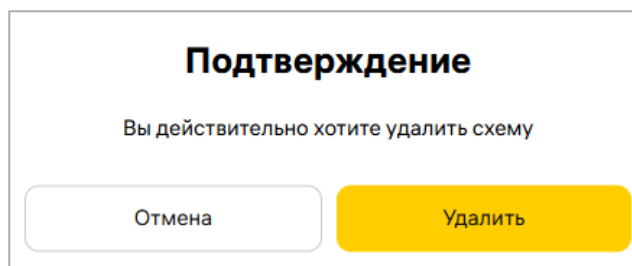 Подтверждение
Вы действительно хотите удалить схему
Отмена
Удалить